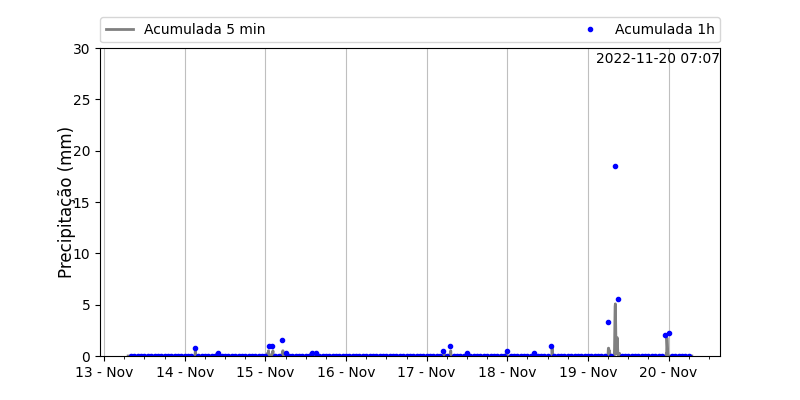 Acumulada 5 min Acumulada 1h
2022-11-20 07:07
Precipitação (mm)
30
25
20
15
10
5
0
13 - Nov 14 - Nov 15 - Nov 16 - Nov 17 - Nov 18 - Nov 19 - Nov 20 - Nov